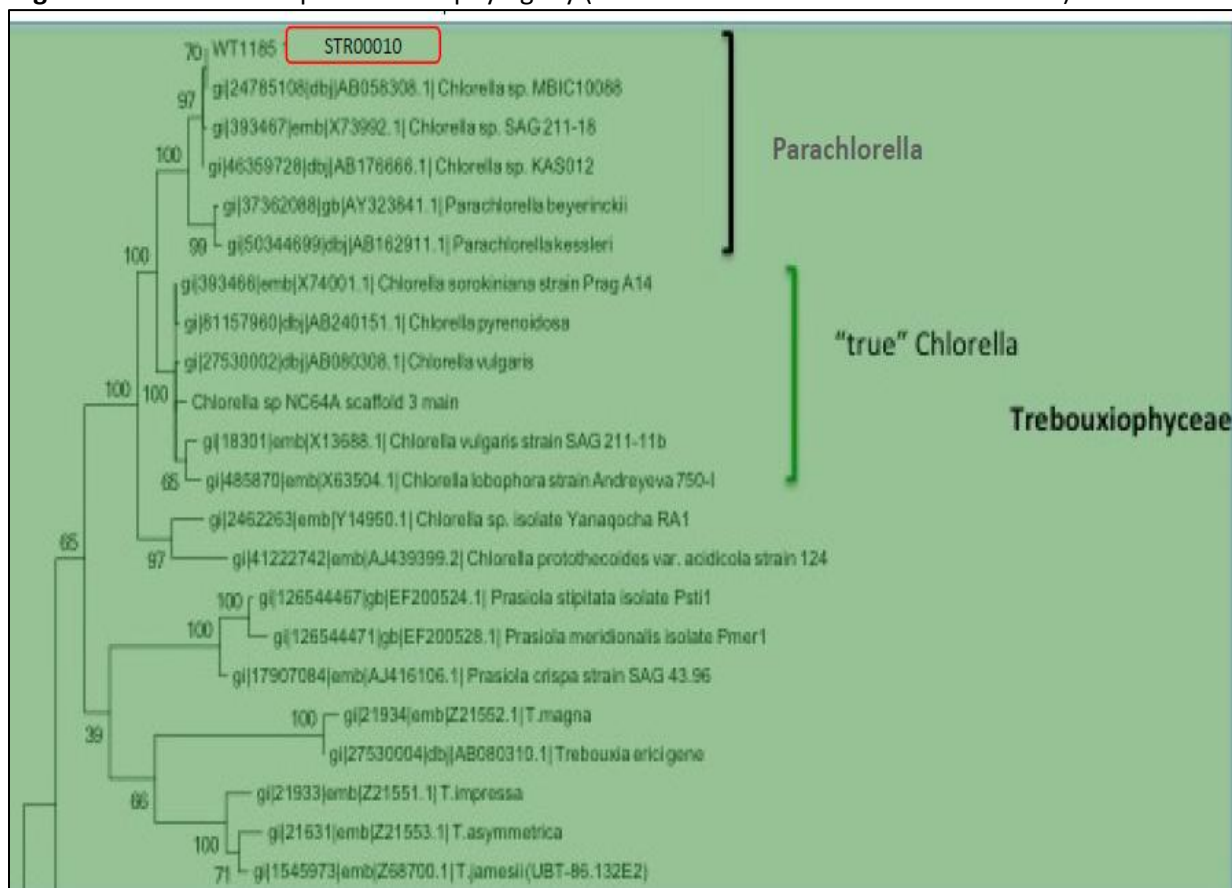 70 WT1185 STR00010
gi|24785108|dbj|AB058308.1| Chlorella sp. MBIC10088
97
gi|393467|emb|X73992.1| Chlorella sp. SAG 211-18
100
gi|46359728|dbj|AB176666.1| Chlorella sp. KAS012
Parachlorella
gi|37362088|gb|AY323841.1| Parachlorella beyerinckii
99 gi|50344699|dbj|AB162911.1| Parachlorella kessleri
100
gi|393466|emb|X74001.1| Chlorella sorokiniana strain Prag A14
gi|81157960|dbj|AB240151.1| Chlorella pyrenoidosa
"true" Chlorella
gi|27530002|dbj|AB080308.1| Chlorella vulgaris
100 100 Chlorella sp NC64A scaffold 3 main
Trebouxiophyceae
gi|18301|emb|X13688.1| Chlorella vulgaris strain SAG 211-11b
65 gi|485870|emb|X63504.1| Chlorella lobophora strain Andreyeva 750-I
gi|2462263|emb|Y14950.1| Chlorella sp. isolate Yanaqocha RA1
65
97 gi|41222742|emb|AJ439399.2| Chlorella protothecoides var. acidicola strain 124
100 gi|126544467|gb|EF200524.1| Prasiola stipitata isolate Psti1
100 gi|126544471|gb|EF200528.1| Prasiola meridionalis isolate Pmer1
gi|17907084|emb|AJ416106.1| Prasiola crispa strain SAG 43.96
100 gi|21934|emb|Z21552.1| T.magna
39
gi|27530004|dbj|AB080310.1| Trebouxia erici gene
66 gi|21933|emb|Z21551.1| T.impressa
100 gi|21631|emb|Z21553.1| T.asymmetrica
71 gi|1545973|emb|Z68700.1| T.jamesii(UBT-86.132E2)